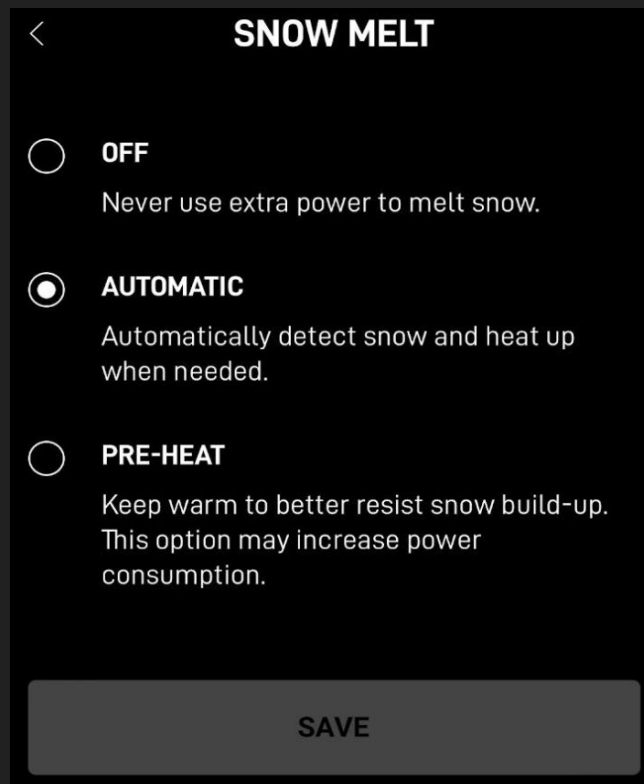 SNOW MELT
OFF
Never use extra power to melt snow.
AUTOMATIC
Automatically detect snow and heat up
when needed.
PRE-HEAT
Keep warm to better resist snow build-up.
This option may increase power
consumption.
SAVE